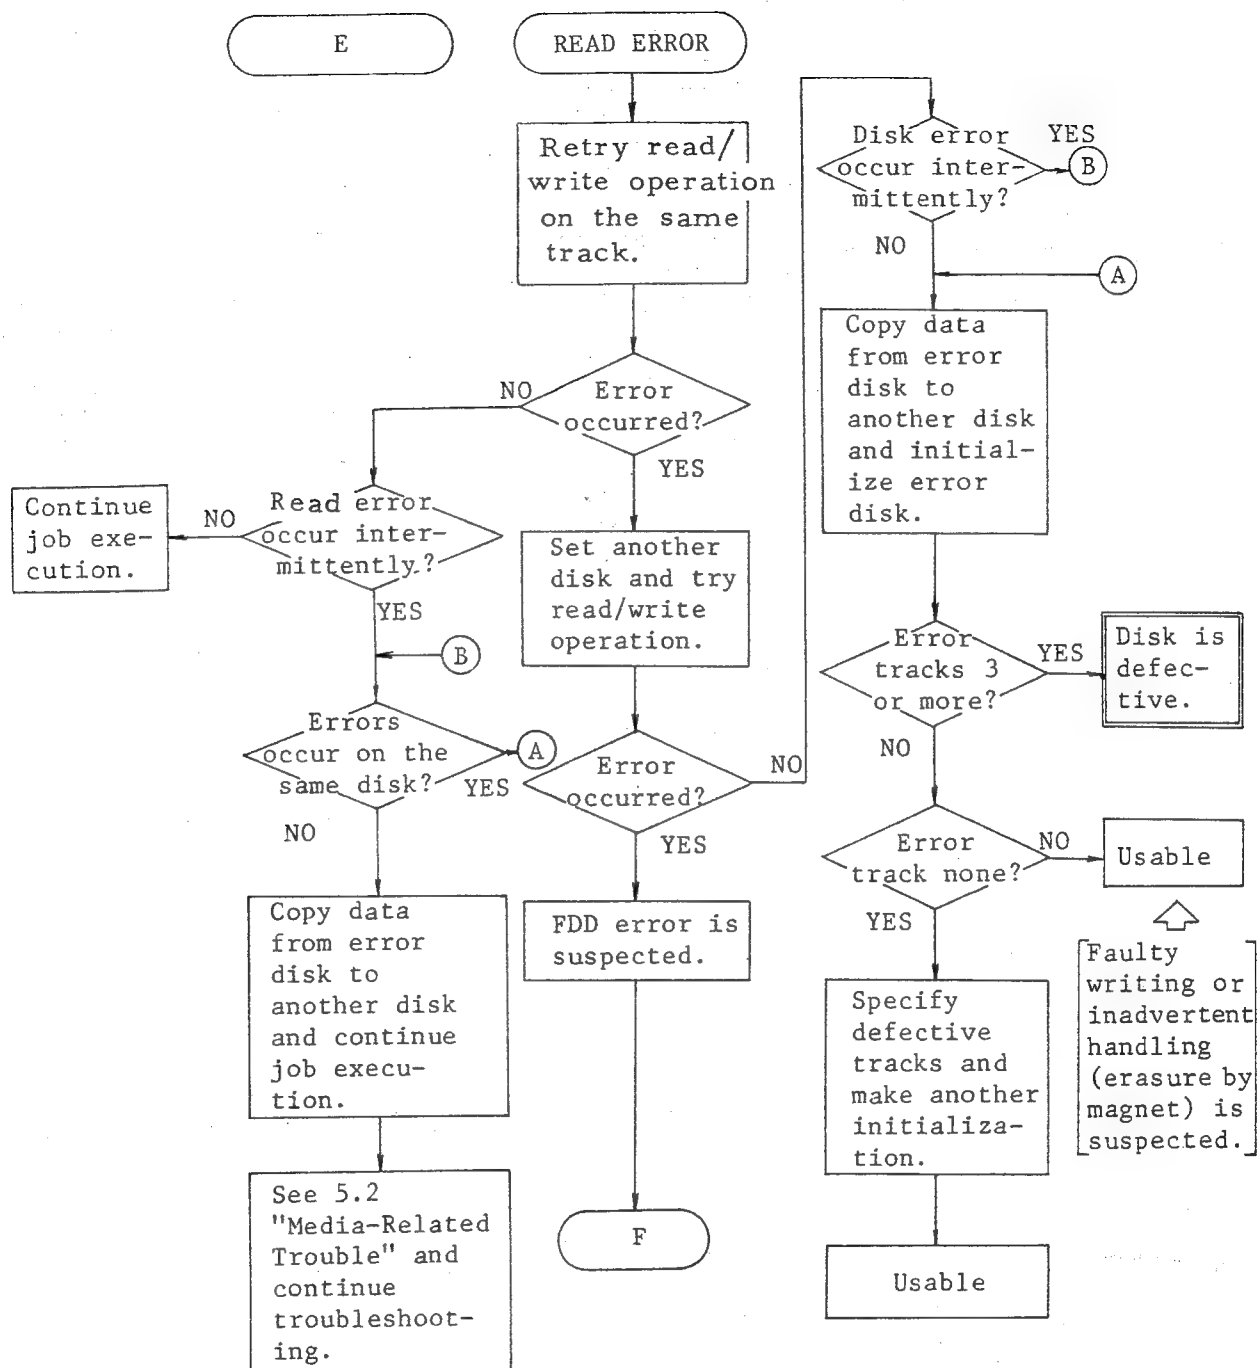 E
READ ERROR
Retry read/
write operation
on the same
track.
Error
occurred?
NO
YES
Read error
occur inter-
mittently?
NO
Continue
job exe-
cution.
YES
B
Errors
occur on the
same disk?
A
YES
NO
Copy data
from error
disk to
another disk
and continue
job execu-
tion.
See 5.2
"Media-Related
Trouble" and
continue
troubleshoot-
ing.
Set another
disk and try
read/write
operation.
Error
occurred?
NO
YES
FDD error is
suspected.
F
Disk error
occur inter-
mittently?
YES
B
NO
A
Copy data
from error
disk to
another disk
and initial-
ize error
disk.
Error
tracks 3
or more?
YES
Disk is
defec-
tive.
NO
Error
track none?
NO
Usable
Faulty
writing or
inadvertent
handling
(erasure by
magnet) is
suspected.
YES
Specify
defective
tracks and
make another
initializa-
tion.
Usable